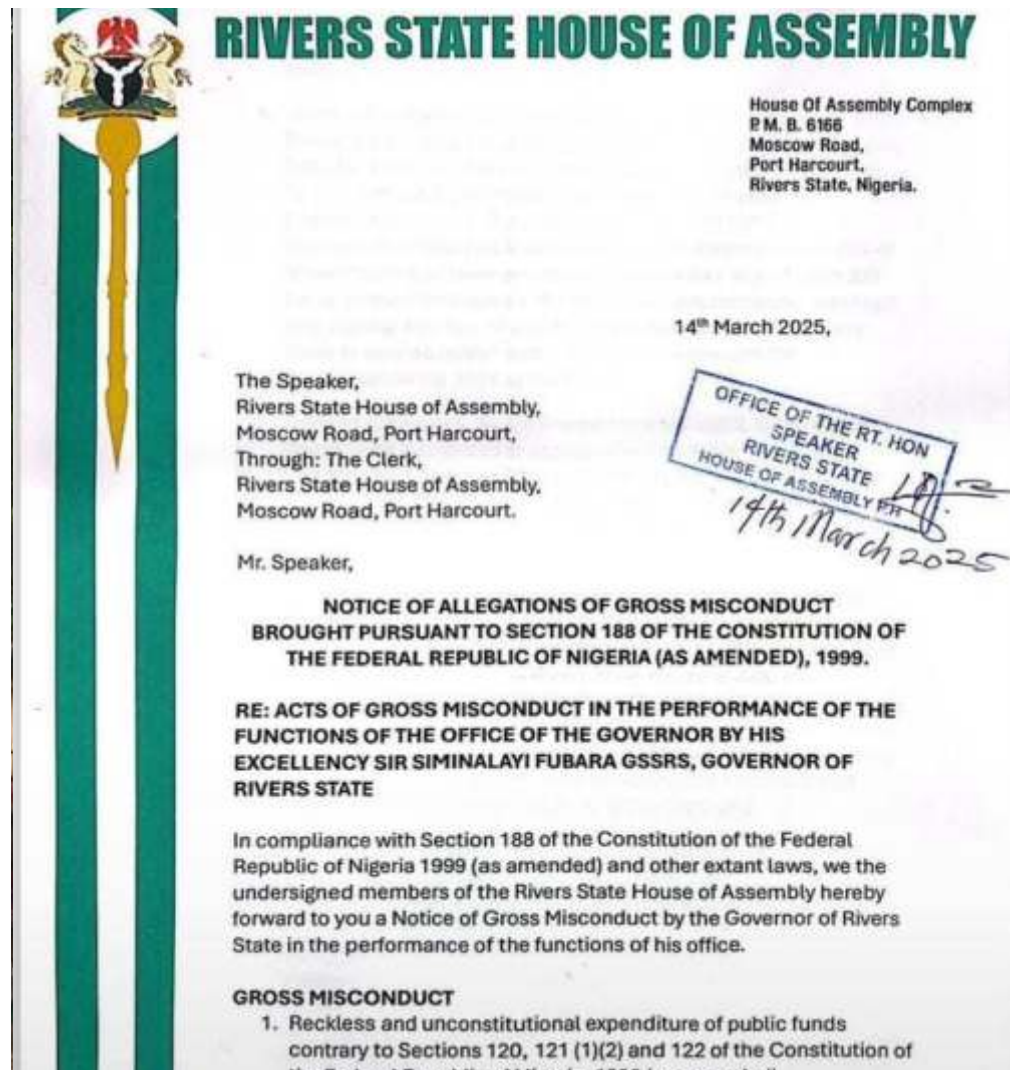 RIVERS STATE HOUSE OF ASSEMBLY
House Of Assembly Complex
P. M. B. 6166
Moscow Road,
Port Harcourt,
Rivers State, Nigeria.
14th March 2025,
The Speaker,
Rivers State House of Assembly,
Moscow Road, Port Harcourt,
Through: The Clerk,
Rivers State House of Assembly,
Moscow Road, Port Harcourt.
OFFICE OF THE RT. HON
SPEAKER
RIVERS STATE
HOUSE OF ASSEMBLY P.H
14th March 2025
Mr. Speaker,
NOTICE OF ALLEGATIONS OF GROSS MISCONDUCT
BROUGHT PURSUANT TO SECTION 188 OF THE CONSTITUTION OF
THE FEDERAL REPUBLIC OF NIGERIA (AS AMENDED), 1999.
RE: ACTS OF GROSS MISCONDUCT IN THE PERFORMANCE OF THE
FUNCTIONS OF THE OFFICE OF THE GOVERNOR BY HIS
EXCELLENCY SIR SIMINALAYI FUBARA GSSRS, GOVERNOR OF
RIVERS STATE
In compliance with Section 188 of the Constitution of the Federal
Republic of Nigeria 1999 (as amended) and other extant laws, we the
undersigned members of the Rivers State House of Assembly hereby
forward to you a Notice of Gross Misconduct by the Governor of Rivers
State in the performance of the functions of his office.
GROSS MISCONDUCT
1. Reckless and unconstitutional expenditure of public funds
contrary to Sections 120, 121 (1)(2) and 122 of the Constitution of